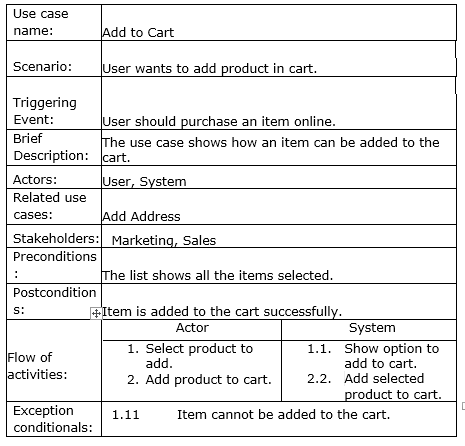 Use case
name:
Add to Cart
Scenario:
User wants to add product in cart.
Triggering
Event:
User should purchase an item online.
Brief
Description:
The use case shows how an item can be added to the
cart.
Actors:
User, System
Related use
cases:
Add Address
Stakeholders:
Marketing, Sales
Preconditions
:
The list shows all the items selected.
Postcondition
s:
Item is added to the cart successfully.
Flow of
activities:
Actor
1. Select product to
add.
2. Add product to cart.
System
1.1. Show option to
add to cart.
2.2. Add selected
product to cart.
Exception
conditionals:
1.11 Item cannot be added to the cart.